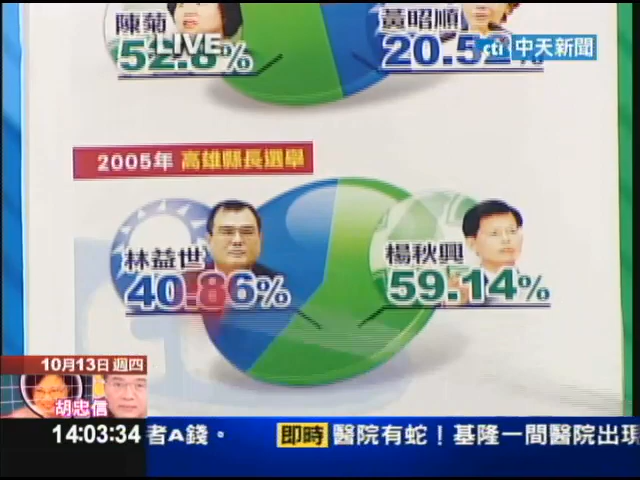 陳菊
LIVE
52.8%
黃昭順
20.52%
cti 中天新聞
2005年 高雄縣長選舉
林益世
40.86%
楊秋興
59.14%
10月13日 週四
胡忠信
14:03:34
者A錢。
即時 醫院有蛇！基隆一間醫院出現